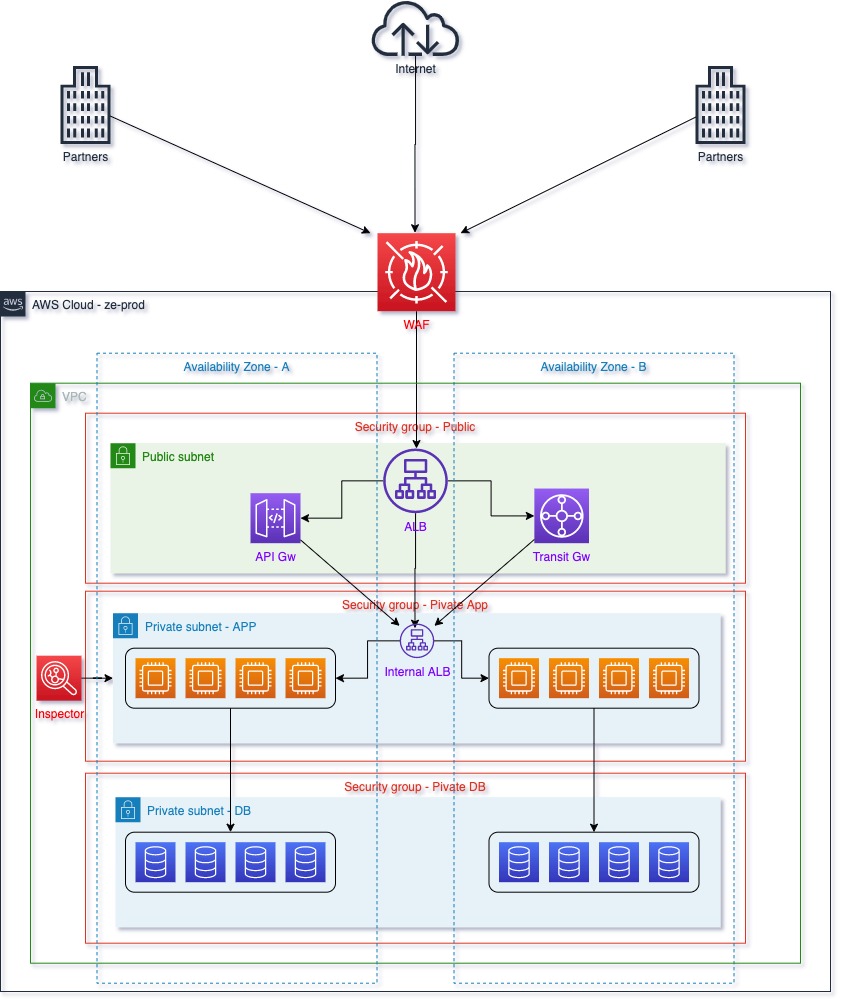 Internet
Partners
Partners
aws
AWS Cloud - ze-prod
WAF
Availability Zone - A
Availability Zone - B
VPC
Security group - Public
Public subnet
ALB
API Gw
Transit Gw
Security group - Pivate App
Private subnet - APP
Internal ALB
Inspector
Security group - Pivate DB
Private subnet - DB